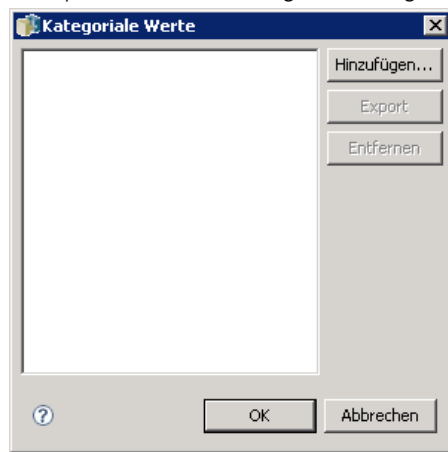 Kategoriale Werte
Hinzufügen...
Export
Entfernen
OK
Abbrechen